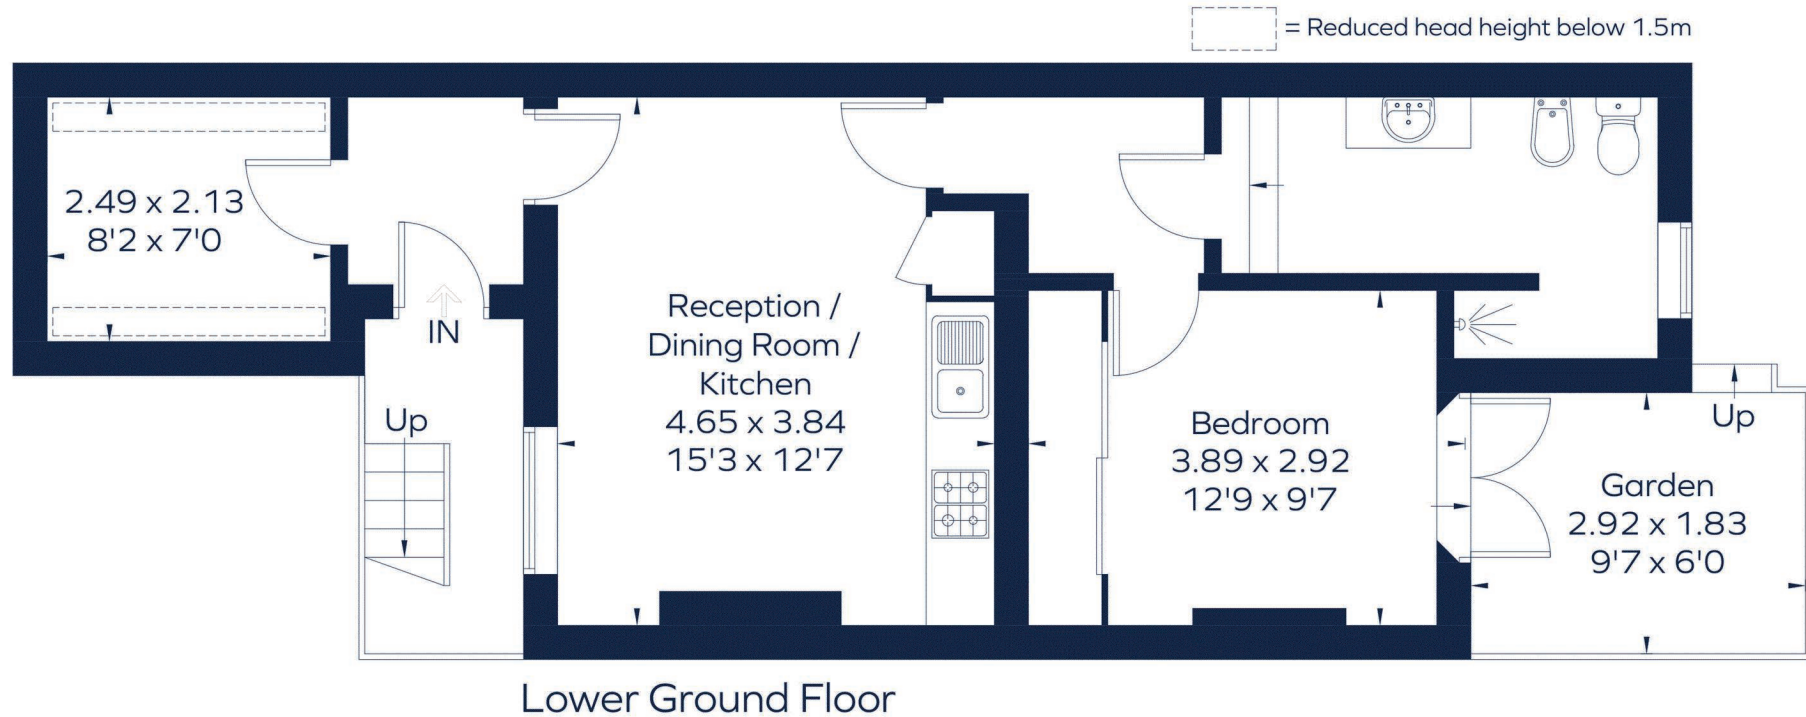 = Reduced head height below 1.5m
2.49 x 2.13
8'2 x 7'0
IN
Up
Reception /
Dining Room /
Kitchen
4.65 x 3.84
15'3 x 12'7
Bedroom
3.89 x 2.92
12'9 x 9'7
Up
Garden
2.92 x 1.83
9'7 x 6'0
Lower Ground Floor